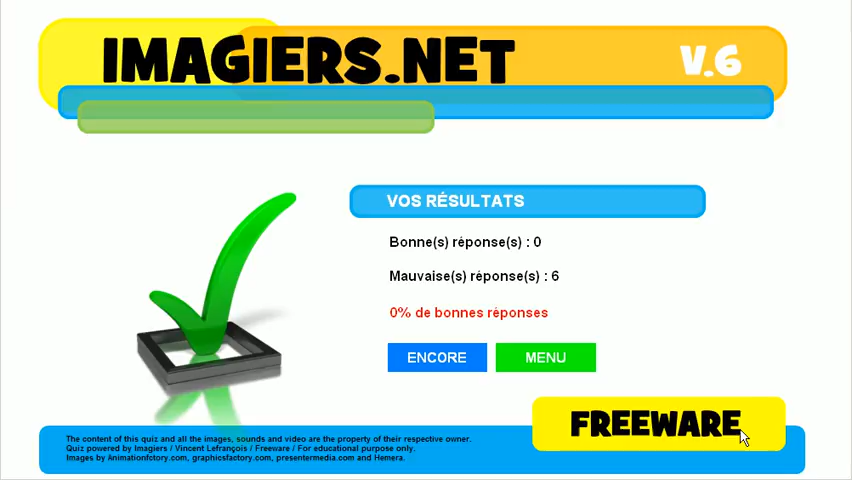 IMAGIERS.NET
V.6
VOS RÉSULTATS
Bonne(s) réponse(s) : 0
Mauvaise(s) réponse(s) : 6
0% de bonnes réponses
ENCORE
MENU
FREEWARE
The content of this quiz and all the images, sounds and video are the property of their respective owner.
Quiz powered by Imagiers / Vincent Lefrançois / Freeware / For educational purpose only.
Images by Animationfctory.com, graphicsfactory.com, presentermedia.com and Hemera.